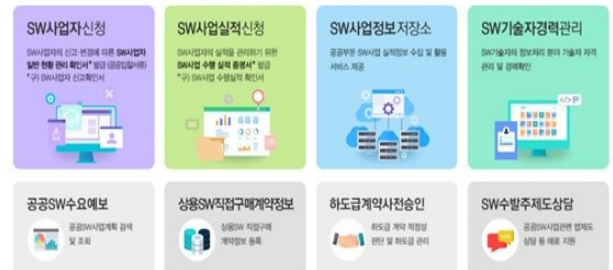 SW사업자신청
SW사업자의 신고·변경에 따른 SW사업자
일반 현황 관리 확인서" 발급 (공공입찰서류)
*구) SW사업자 신고확인서
SW사업실적신청
SW사업자의 실적을 관리하기 위한
SW사업 수행 실적 증명서" 발급
*구) SW사업 수행실적 확인서
SW사업정보 저장소
공공부문 SW사업 실적정보 수집 및 활용
서비스 제공
SW기술자경력관리
SW기술자의 정보처리 분야 기술자 자격
관리 및 경력확인
</>
공공SW수요예보
공공SW사업계획 검색
및 조회
상용SW직접구매계약정보
상용SW 직접구매
계약정보 등록
하도급계약사전승인
하도급 계약 적정성
판단 및 하도급 관리
SW수발주제도상담
공공SW사업관련 법제도
상담 등 애로 지원